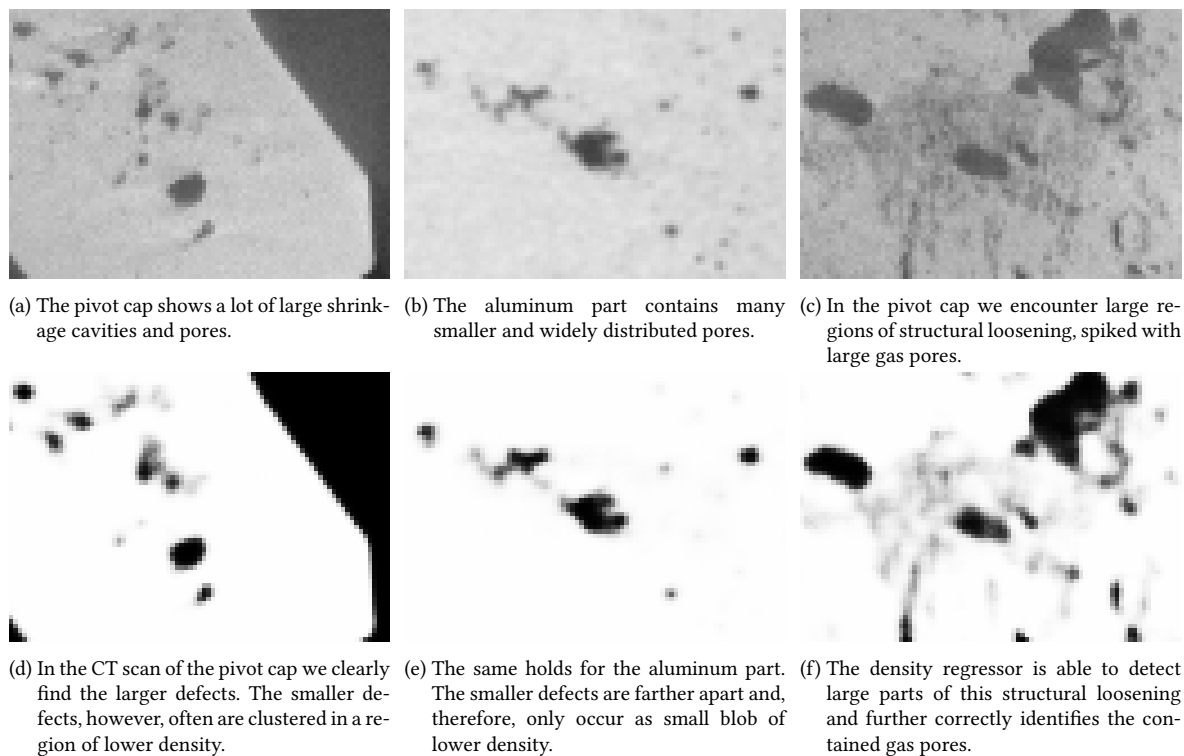 (a) The pivot cap shows a lot of large shrink-
age cavities and pores.
(b) The aluminum part contains many
smaller and widely distributed pores.
(c) In the pivot cap we encounter large re-
gions of structural loosening, spiked with
large gas pores.
(d) In the CT scan of the pivot cap we clearly
find the larger defects. The smaller de-
fects, however, often are clustered in a re-
gion of lower density.
(e) The same holds for the aluminum part.
The smaller defects are farther apart and,
therefore, only occur as small blob of
lower density.
(f) The density regressor is able to detect
large parts of this structural loosening
and further correctly identifies the con-
tained gas pores.